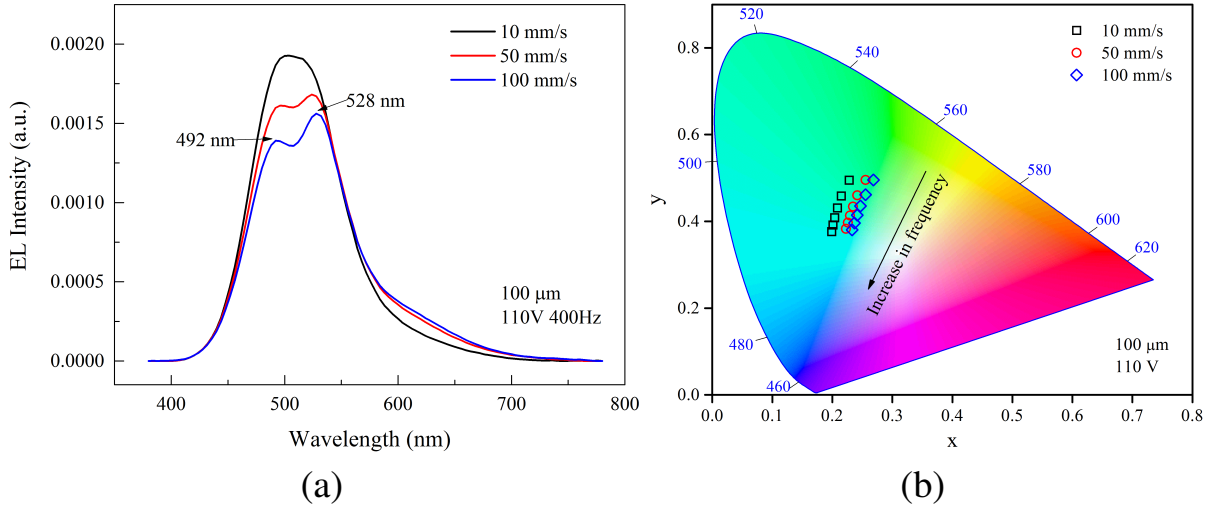 10 mm/s
50 mm/s
100 mm/s
528 nm
492 nm
100 μm
110V 400Hz
0.0020
0.0015
0.0010
0.0005
0.0000
EL Intensity (a.u.)
400
500
600
700
800
Wavelength (nm)
(a)
b)
10 mm/s
50 mm/s
100 mm/s
520
540
560
580
600
620
500
480
460
Increase in frequency
100 μm
110 V
0.8
0.6
0.4
0.2
0.0
y
0.0
0.1
0.2
0.3
0.4
0.5
0.6
0.7
0.8
x
(b)